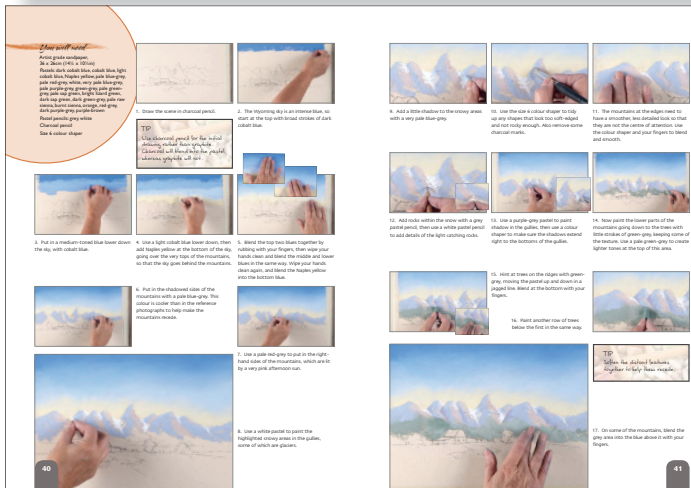 You will need
Artist grade sandpaper,
36 x 26cm (14¼ x 10¼in)
Pastels: dark cobalt blue, cobalt blue, light
cobalt blue, Naples yellow, pale blue-grey,
pale red-grey, white, very pale blue-grey,
pale purple-grey, green-grey, pale green-
grey, pale sap green, bright lizard green,
dark sap green, dark green-grey, pale raw
sienna, burnt sienna, orange, red-grey,
dark purple-grey, purple-brown
Pastel pencils: grey, white
Charcoal pencil
Size 6 colour shaper
1. Draw the scene in charcoal pencil.
2. The Wyoming sky is an intense blue, so
start at the top with broad strokes of dark
cobalt blue.
TIP
Use charcoal pencil for the initial
drawing rather than graphite.
Charcoal will blend into the pastel,
whereas graphite will not.
3. Put in a medium-toned blue lower down
the sky, with cobalt blue.
4. Use a light cobalt blue lower down, then
add Naples yellow at the bottom of the sky,
going over the very tops of the mountains,
so that the sky goes behind the mountains.
5. Blend the top two blues together by
rubbing with your fingers, then wipe your
hands clean and blend the middle and lower
blues in the same way. Wipe your hands
clean again, and blend the Naples yellow
into the bottom blue.
6. Put in the shadowed sides of the
mountains with a pale blue-grey. This
colour is cooler than in the reference
photographs to help make the
mountains recede.
7. Use a pale red-grey to put in the right-
hand sides of the mountains, which are lit
by a very pink afternoon sun.
8. Use a white pastel to paint the
highlighted snowy areas in the gullies,
some of which are glaciers.
40
9. Add a little shadow to the snowy areas
with a very pale blue-grey.
10. Use the size 6 colour shaper to tidy
up any shapes that look too soft-edged
and not rocky enough. Also remove some
charcoal marks.
11. The mountains at the edges need to
have a smoother, less detailed look so that
they are not the centre of attention. Use
the colour shaper and your fingers to blend
and smooth.
12. Add rocks within the snow with a grey
pastel pencil, then use a white pastel pencil
to add details of the light catching rocks.
13. Use a purple-grey pastel to paint
shadow in the gullies, then use a colour
shaper to make sure the shadows extend
right to the bottoms of the gullies.
14. Now paint the lower parts of the
mountains going down to the trees with
little strokes of green-grey, keeping some of
the texture. Use a pale green-grey to create
lighter tones at the top of this area.
15. Hint at trees on the ridges with green-
grey, moving the pastel up and down in a
jagged line. Blend at the bottom with your
fingers.
16. Paint another row of trees
below the first in the same way.
TIP
Soften the distant features
together to help them recede.
17. On some of the mountains, blend the
grey area into the blue above it with your
fingers.
41